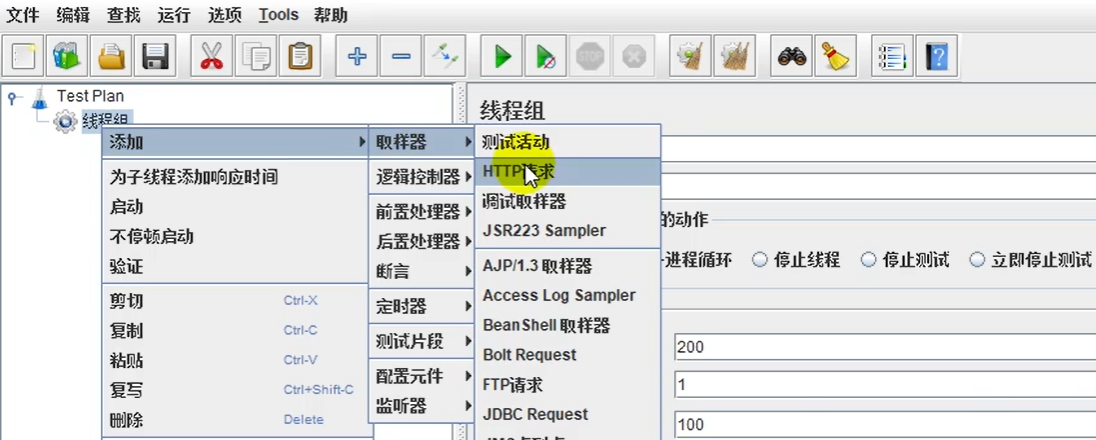 文件 编辑 查找 运行 选项 Tools 帮助
STOP
?
Test Plan
线程组
线程组
添加
为子线程添加响应时间
启动
不停顿启动
验证
剪切 Ctrl-X
复制 Ctrl-C
粘贴 Ctrl-V
复写 Ctrl+Shift-C
删除 Delete
取样器
逻辑控制器
前置处理器
后置处理器
断言
定时器
测试片段
配置元件
监听器
测试活动
HTTP请求
调试取样器
JSR223 Sampler
AJP/1.3 取样器
Access Log Sampler
BeanShell 取样器
Bolt Request
FTP请求
JDBC Request
的动作
进程循环 停止线程 停止测试 立即停止测试
200
1
100